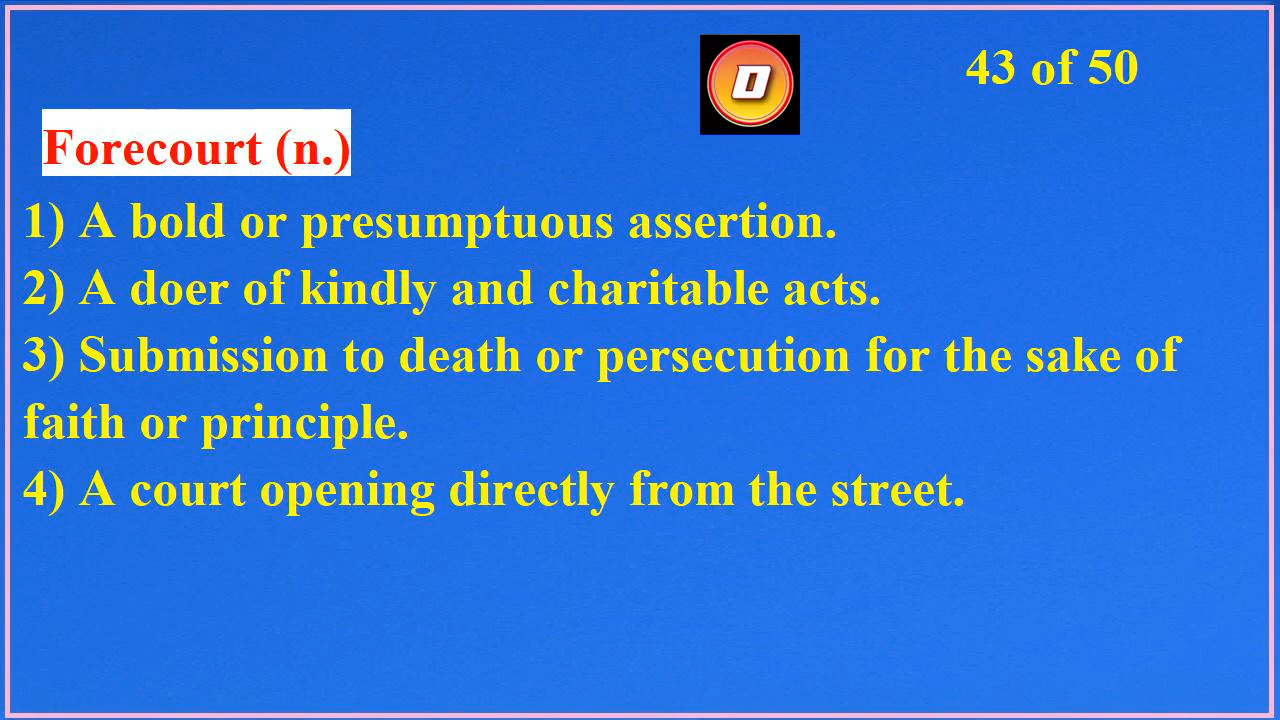 43 of 50
0
Forecourt (n.)
1) A bold or presumptuous assertion.
2) A doer of kindly and charitable acts.
3) Submission to death or persecution for the sake of
faith or principle.
4) A court opening directly from the street.